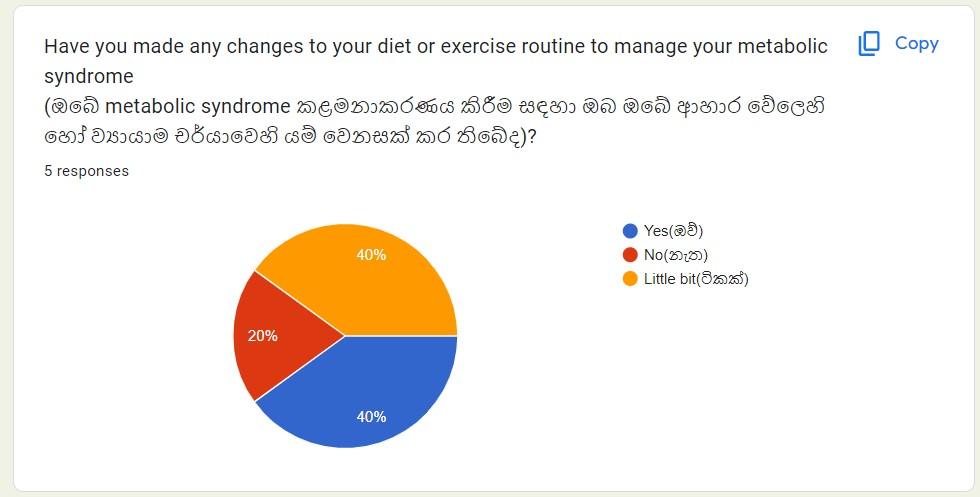 Have you made any changes to your diet or exercise routine to manage your metabolic
syndrome
(ඔබේ metabolic syndrome කළමනාකරණය කිරීම සඳහා ඔබ ඔබේ ආහාර වේලෙහි
හෝ ව්‍යායාම චර්යාවෙහි යම් වෙනසක් කර තිබේද)?
Copy
5 responses
40%
20%
40%
Yes(ඔව්)
No(නැත)
Little bit(ටිකක්)